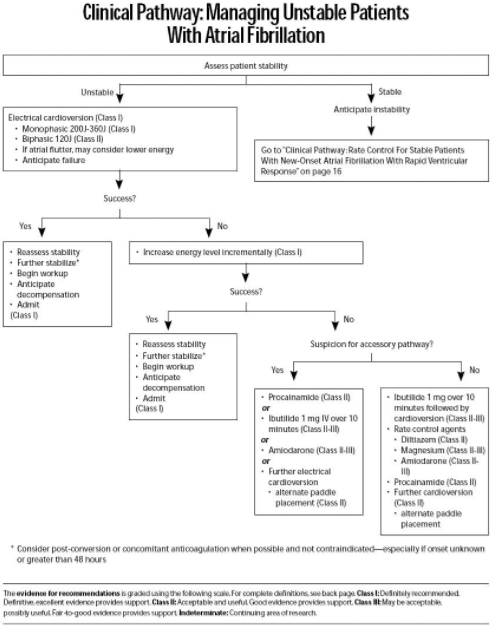 Clinical Pathway: Managing Unstable Patients
With Atrial Fibrillation
Assess patient stability
Unstable
Stable
Electrical cardioversion (Class I)
• Monophasic 200J-360J (Class I)
• Biphasic 120J (Class II)
• If atrial flutter, may consider lower energy
• Anticipate failure
Anticipate instability
Go to "Clinical Pathway: Rate Control For Stable Patients
With New-Onset Atrial Fibrillation With Rapid Ventricular
Response" on page 16
Success?
Yes
No
• Reassess stability
• Further stabilize*
• Begin workup
• Anticipate
decompensation
• Admit
(Class I)
• Increase energy level incrementally (Class I)
Success?
Yes
No
• Reassess stability
• Further stabilize*
• Begin workup
• Anticipate
decompensation
• Admit
(Class I)
Suspicion for accessory pathway?
Yes
No
• Procainamide (Class II)
or
• Ibutilide 1 mg IV over 10
minutes (Class II-III)
or
• Amiodarone (Class II-III)
or
• Further electrical
cardioversion
• alternate paddle
placement (Class II)
• Ibutilide 1 mg over 10
minutes followed by
cardioversion (Class II-III)
• Rate control agents
• Diltiazem (Class II)
• Magnesium (Class II-III)
• Amiodarone (Class II-
III)
• Procainamide (Class II)
• Further cardioversion
(Class II)
• alternate paddle
placement
* Consider post-conversion or concomitant anticoagulation when possible and not contraindicated—especially if onset unknown
or greater than 48 hours
The evidence for recommendations is graded using the following scale. For complete definitions, see back page. Class I: Definitely recommended.
Definitive, excellent evidence provides support. Class II: Acceptable and useful. Good evidence provides support. Class III: May be acceptable,
possibly useful. Fair-to-good evidence provides support. Indeterminate: Continuing area of research.